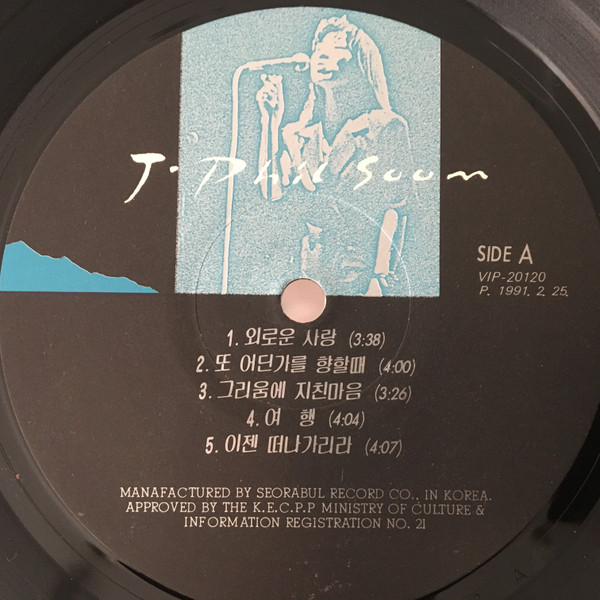 SIDE A
VIP-20120
P. 1991. 2. 25.
1. 외로운 사랑 (3:38)
2. 또 어딘가를 향할때 (4:00)
3. 그리움에 지친마음 (3:26)
4. 여 행 (4:04)
5. 이젠 떠나가리라 (4:07)
MANAFACTURED BY SEORABUL RECORD CO., IN KOREA.
APPROVED BY THE K.E.C.P.P MINISTRY OF CULTURE &
INFORMATION REGISTRATION NO. 21